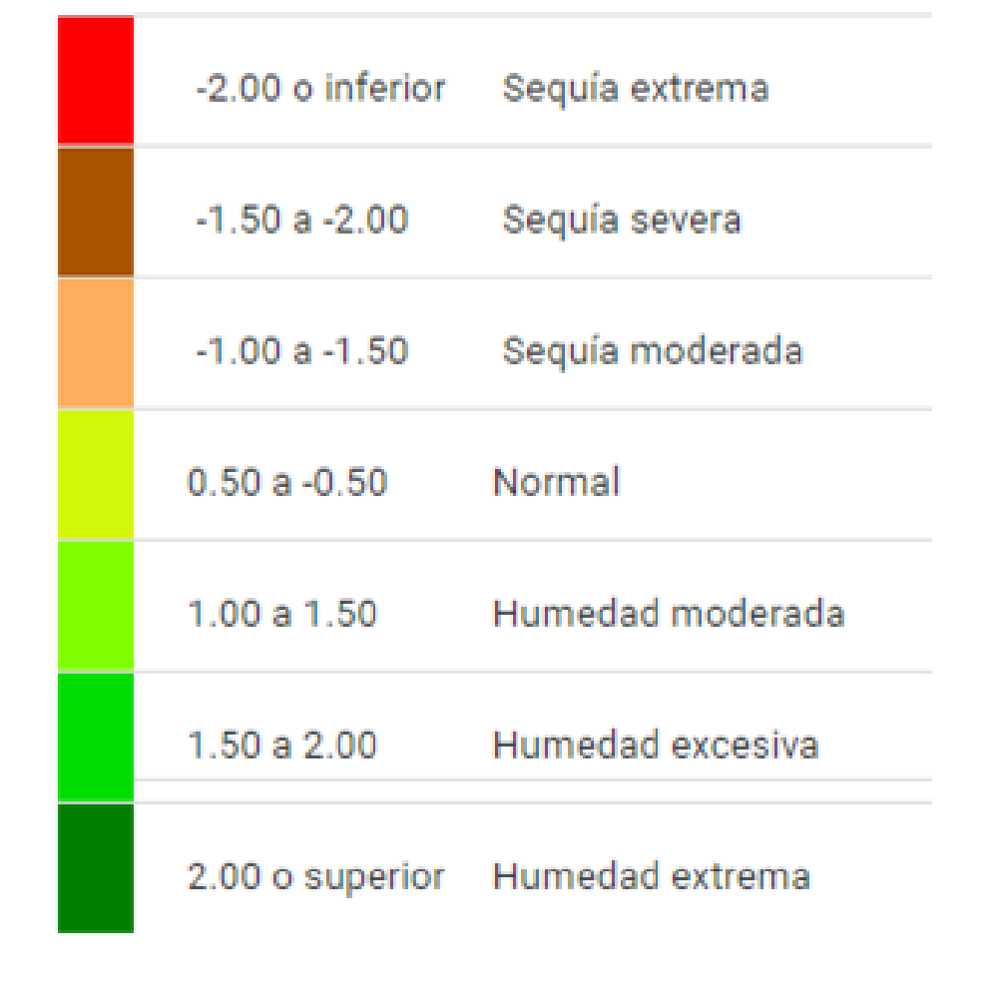 -2.00 o inferior Sequía extrema
-1.50 a -2.00 Sequía severa
-1.00 a -1.50 Sequía moderada
0.50 a -0.50 Normal
1.00 a 1.50 Humedad moderada
1.50 a 2.00 Humedad excesiva
2.00 o superior Humedad extrema